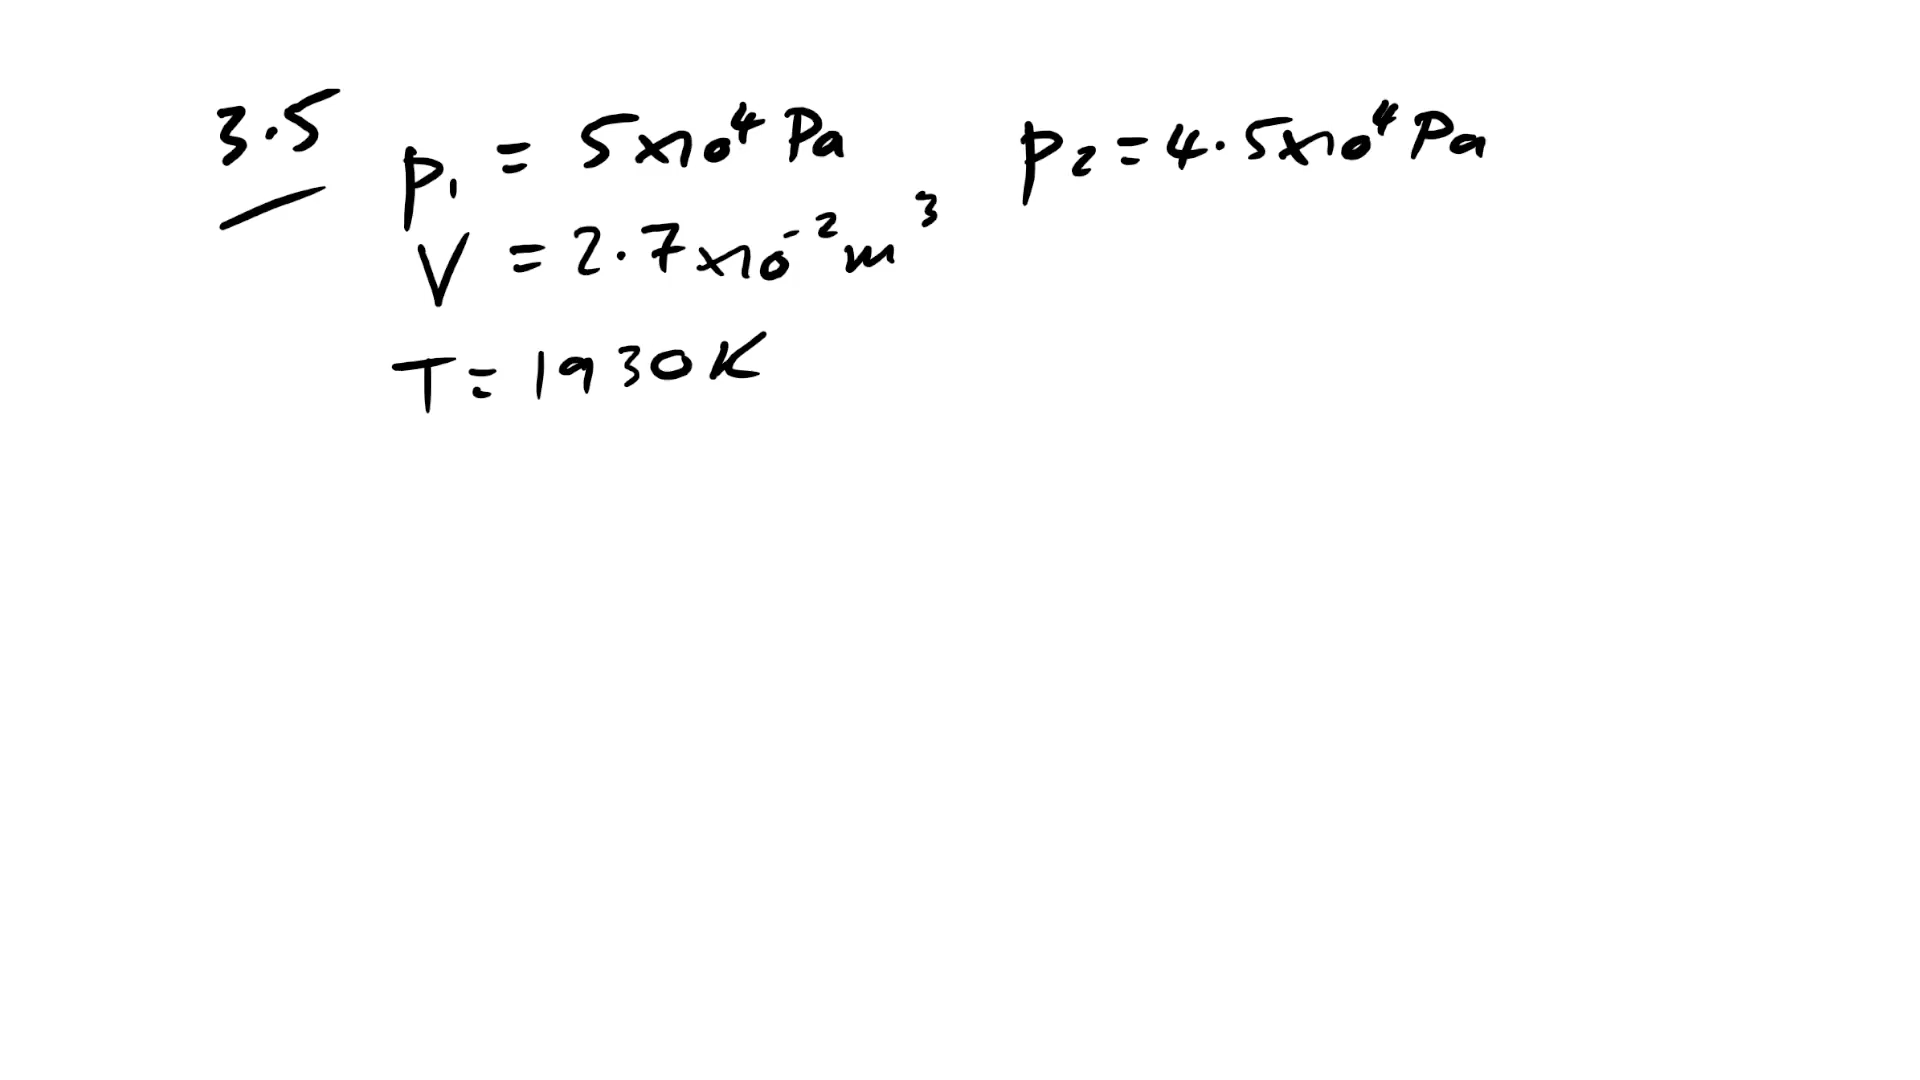 3.5 p₁ = 5×10⁴ Pa p₂ = 4.5×10⁴ Pa
V = 2.7×10⁻² m³
T = 1930 K